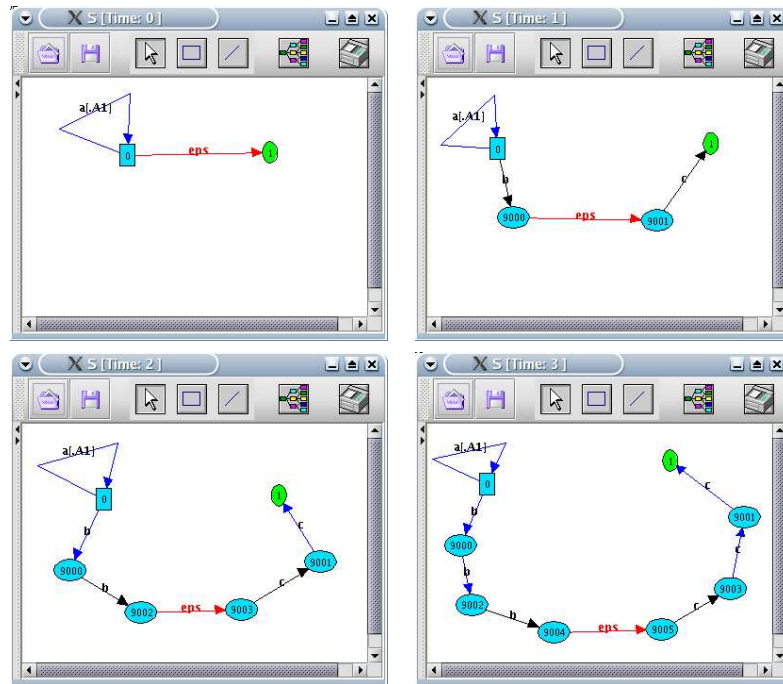 S [Time: 0]
a[.A1]
0
eps
1
S [Time: 1]
a[.A1]
0
1
b
c
9000
eps
9001
S [Time: 2]
a[.A1]
0
1
b
c
9000
9001
b
c
9002
eps
9003
S [Time: 3]
a[.A1]
1
0
c
b
9001
9000
c
b
9003
9002
b
c
9004
eps
9005